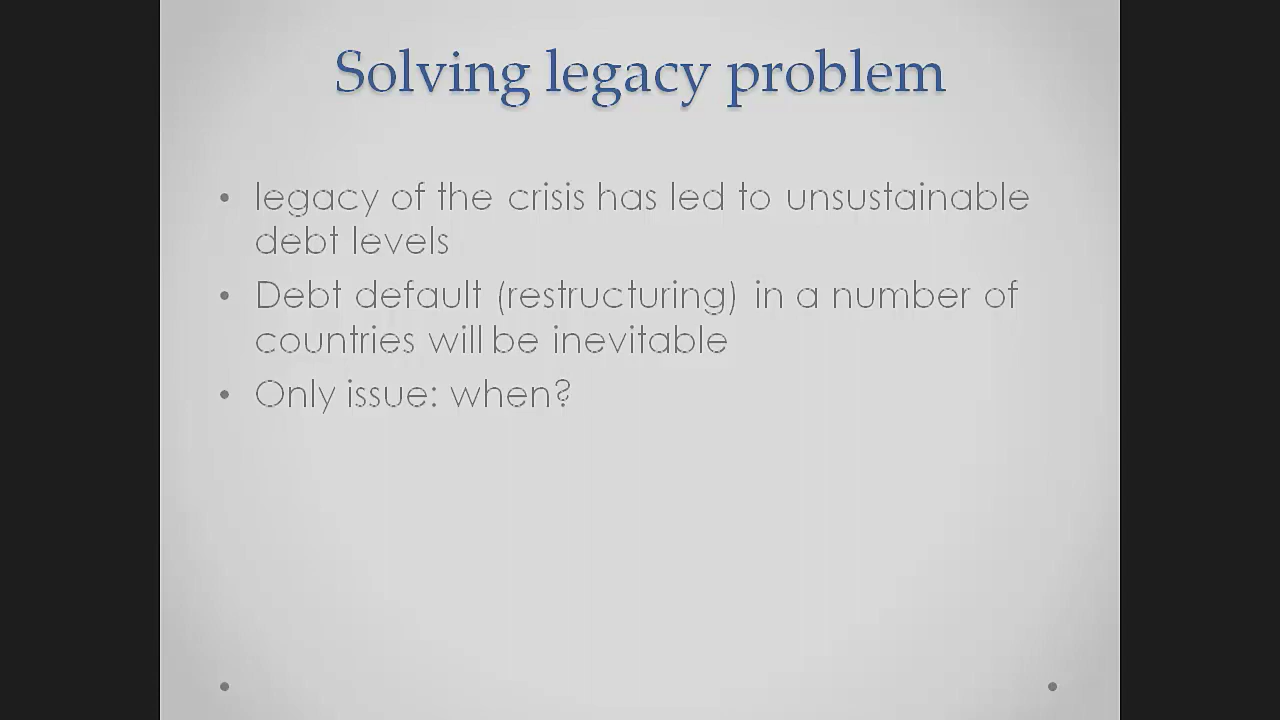 Solving legacy problem
• legacy of the crisis has led to unsustainable
debt levels
• Debt default (restructuring) in a number of
countries will be inevitable
• Only issue: when?